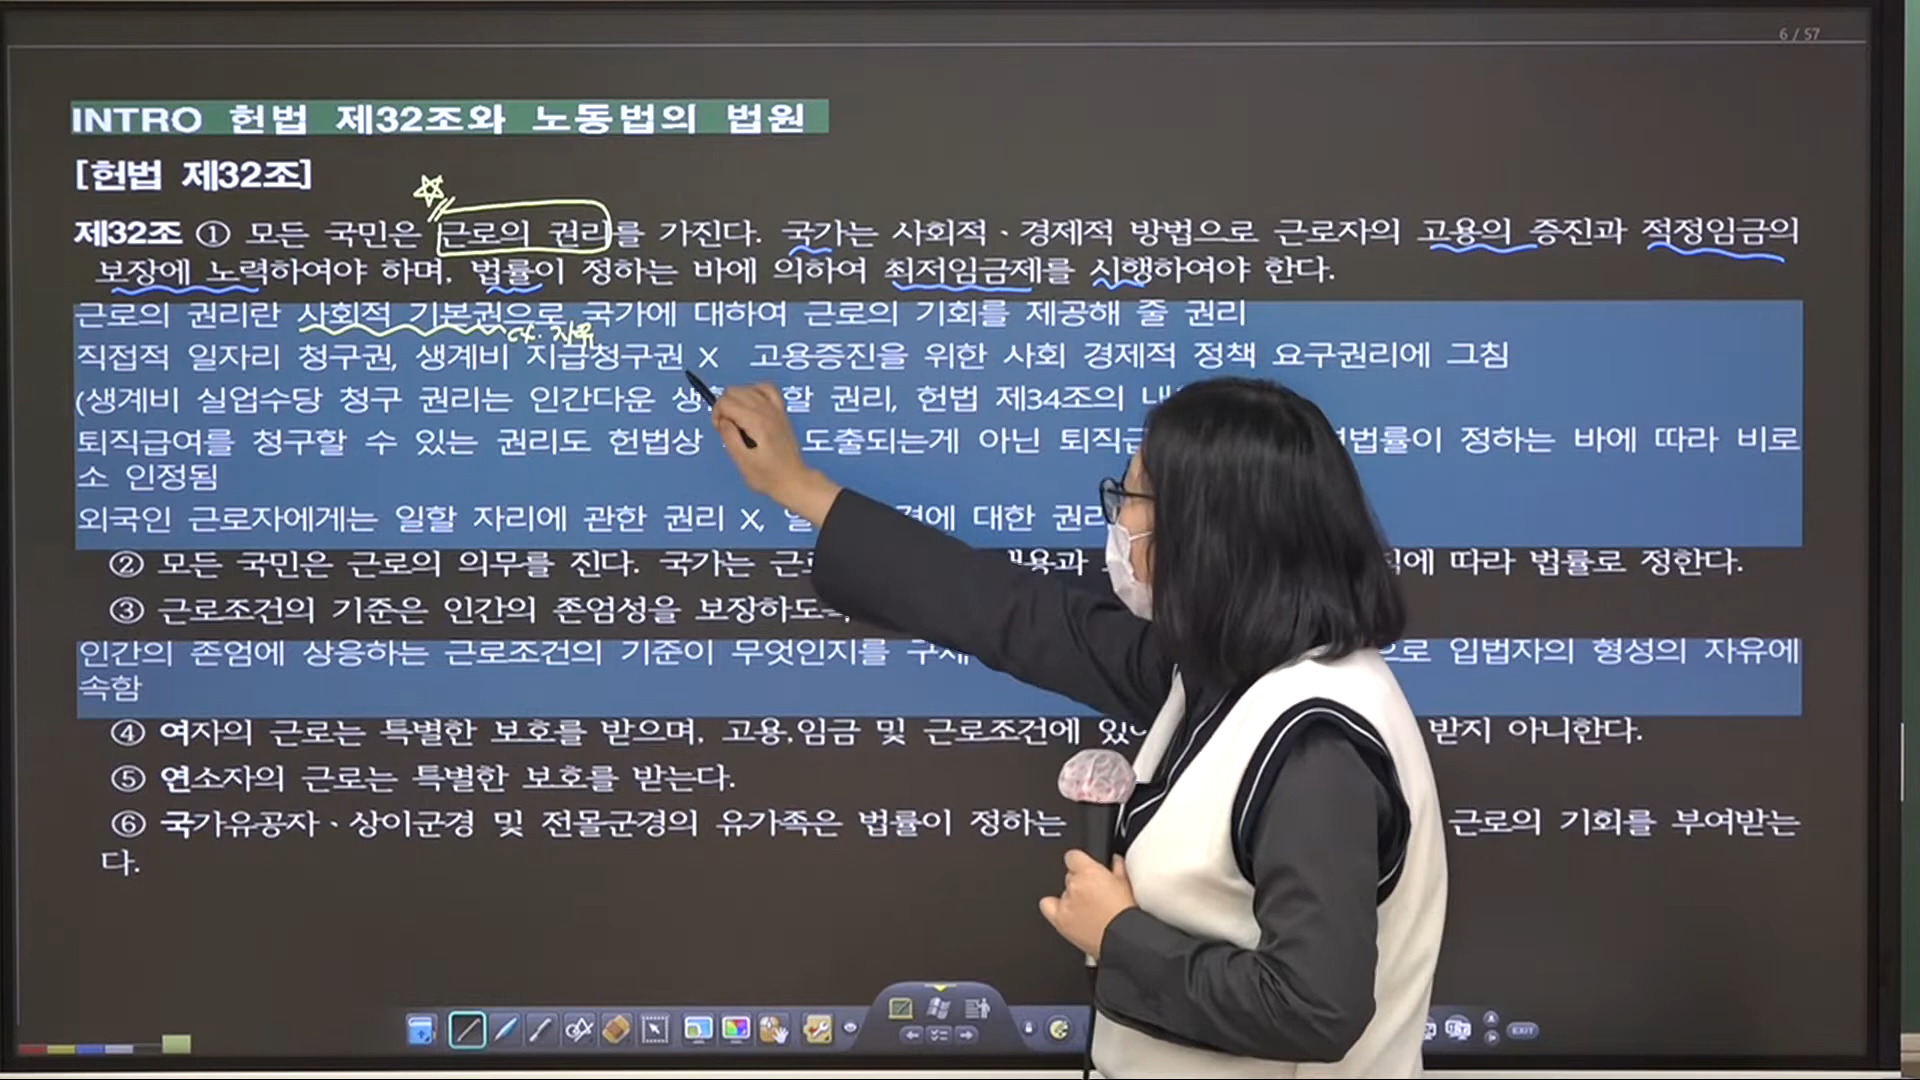 6 / 57
INTRO 헌법 제32조와 노동법의 법원
[헌법 제32조]
제32조 ① 모든 국민은 근로의 권리를 가진다. 국가는 사회적ㆍ경제적 방법으로 근로자의 고용의 증진과 적정임금의
보장에 노력하여야 하며, 법률이 정하는 바에 의하여 최저임금제를 시행하여야 한다.
근로의 권리란 사회적 기본권으로 국가에 대하여 근로의 기회를 제공해 줄 권리
직접적 일자리 청구권, 생계비 지급청구권 X 고용증진을 위한 사회 경제적 정책 요구권리에 그침
(생계비 실업수당 청구 권리는 인간다운 할 권리, 헌법 제34조의
퇴직급여를 청구할 수 있는 권리도 헌법상 도출되는게 아닌 법률이 정하는 바에 따라 비로
소 인정됨
외국인 근로자에게는 일할 자리에 관한 권리 X, 대한
② 모든 국민은 근로의 의무를 진다. 국가는 따라 법률로 정한다.
③ 근로조건의 기준은 인간의 존엄성을
인간의 존엄에 상응하는 근로조건의 기준이 무엇인지를 입법자의 형성의 자유에
속함
④ 여자의 근로는 특별한 보호를 받으며, 고용,임금 및 근로조건에 받지 아니한다.
⑤ 연소자의 근로는 특별한 보호를 받는다.
⑥ 국가유공자ㆍ상이군경 및 전몰군경의 유가족은 법률이 정하는 근로의 기회를 부여받는
다.
EXIT